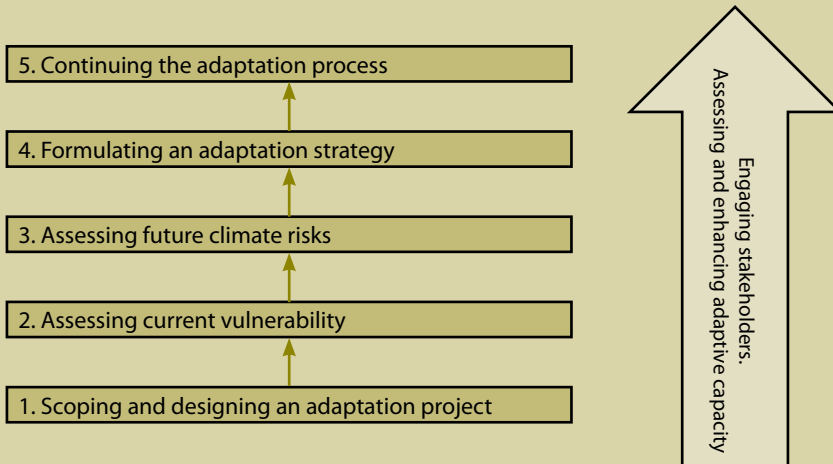 5. Continuing the adaptation process
4. Formulating an adaptation strategy
3. Assessing future climate risks
2. Assessing current vulnerability
1. Scoping and designing an adaptation project
Engaging stakeholders.
Assessing and enhancing adaptive capacity